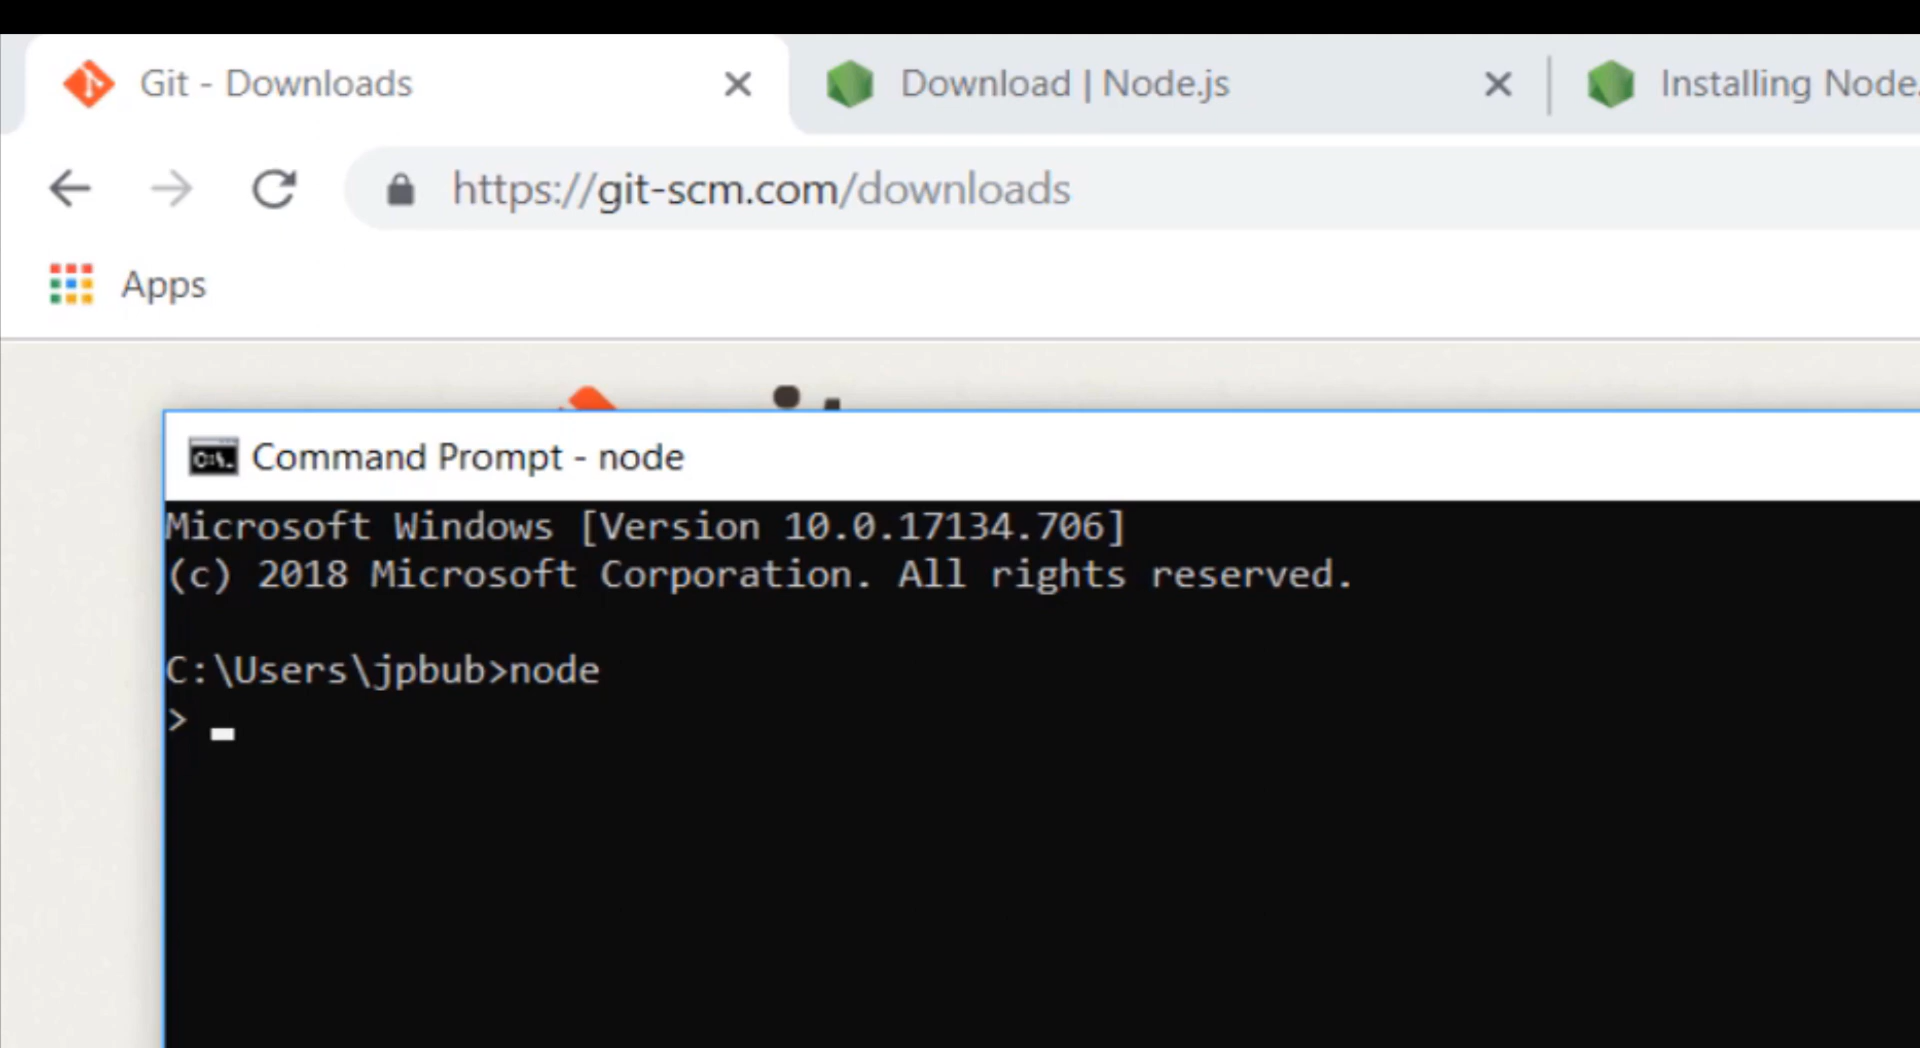 Git - Downloads
Download | Node.js
Installing Node.
https://git-scm.com/downloads
Apps
Command Prompt - node
Microsoft Windows [Version 10.0.17134.706]
(c) 2018 Microsoft Corporation. All rights reserved.
C:\Users\jpbub>node
>